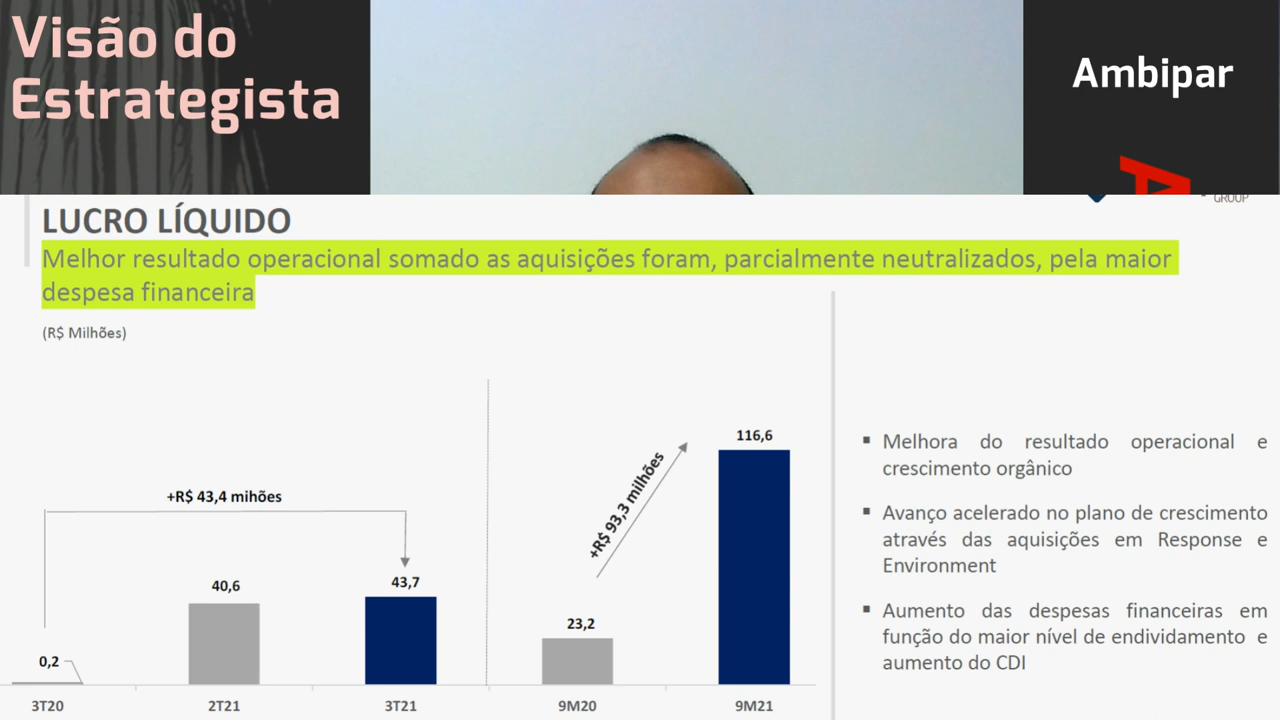 Visão do
Estrategista
Ambipar
GROUP
LUCRO LÍQUIDO
Melhor resultado operacional somado as aquisições foram, parcialmente neutralizados, pela maior
despesa financeira
(R$ Milhões)
+R$ 43,4 mihões
0,2
40,6
43,7
+R$ 93,3 milhões
23,2
116,6
3T20
2T21
3T21
9M20
9M21
▪ Melhora do resultado operacional e
crescimento orgânico
▪ Avanço acelerado no plano de crescimento
através das aquisições em Response e
Environment
▪ Aumento das despesas financeiras em
função do maior nível de endividamento e
aumento do CDI